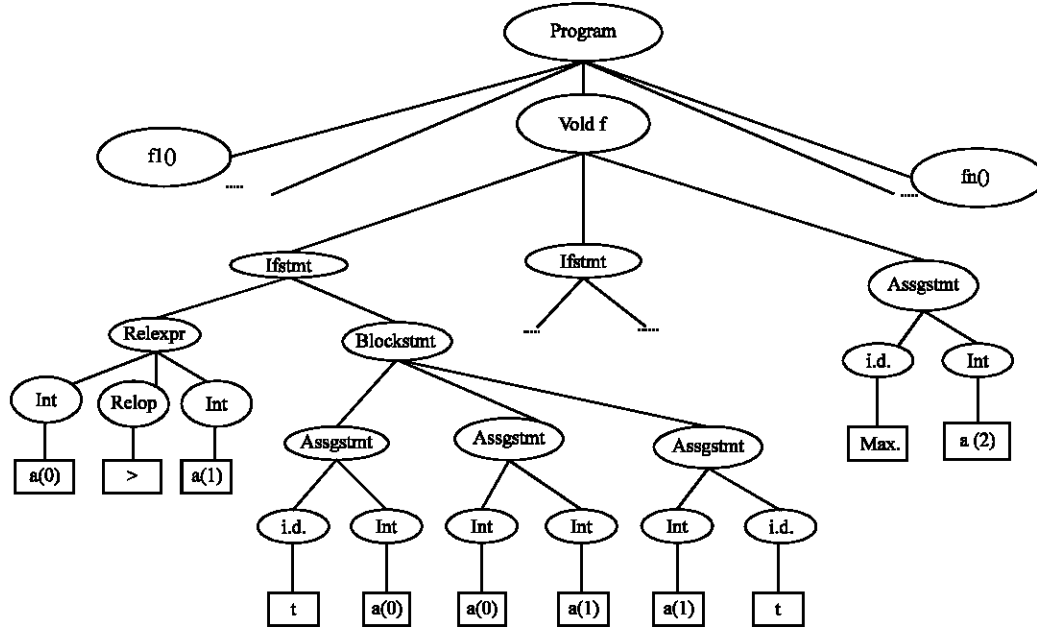 Program
Vold f
f1()
fn()
.....
.....
Ifstmt
Ifstmt
Assgstmt
Relexpr
Blockstmt
.....
.....
i.d.
Int
Int
Relop
Int
Assgstmt
Assgstmt
Assgstmt
Max.
a (2)
a(0)
>
a(1)
i.d.
Int
Int
Int
Int
i.d.
t
a(0)
a(0)
a(1)
a(1)
t